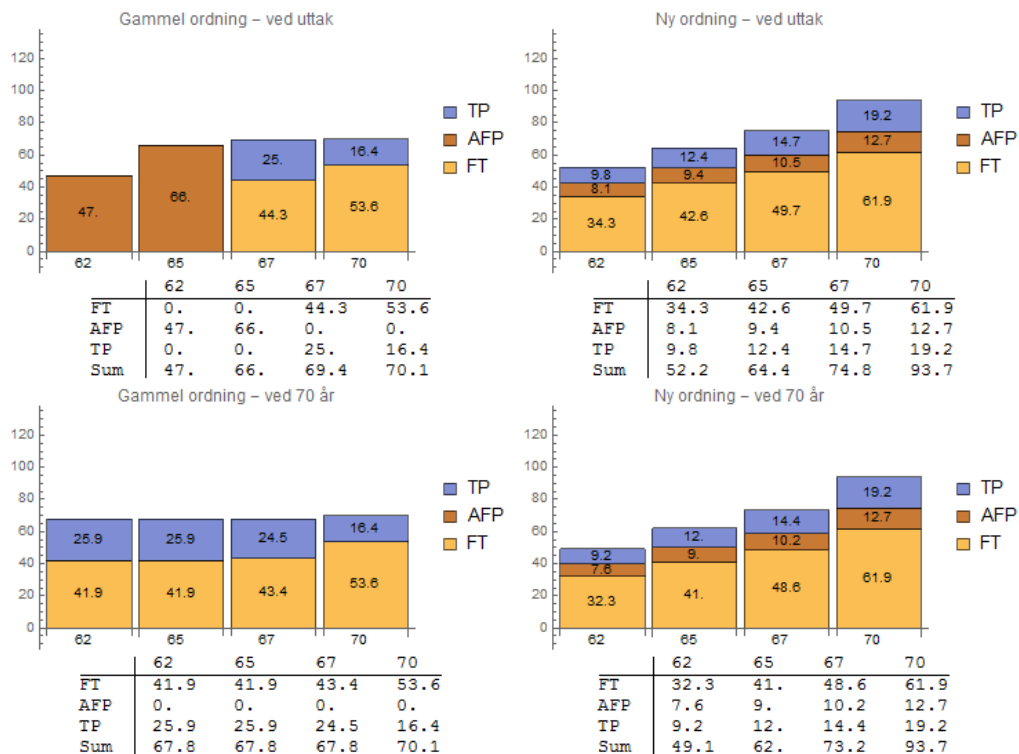 Gammel ordning – ved uttak
120
100
80
60
40
20
0
47.
66.
25.
44.3
16.4
53.6
62 65 67 70
TP
AFP
FT
62 65 67 70
FT 0. 0. 44.3 53.6
AFP 47. 66. 0. 0.
TP 0. 0. 25. 16.4
Sum 47. 66. 69.4 70.1
Ny ordning – ved uttak
120
100
80
60
40
20
0
9.8
8.1
34.3
12.4
9.4
42.6
14.7
10.5
49.7
19.2
12.7
61.9
62 65 67 70
TP
AFP
FT
62 65 67 70
FT 34.3 42.6 49.7 61.9
AFP 8.1 9.4 10.5 12.7
TP 9.8 12.4 14.7 19.2
Sum 52.2 64.4 74.8 93.7
Gammel ordning – ved 70 år
120
100
80
60
40
20
0
25.9
41.9
25.9
41.9
24.5
43.4
16.4
53.6
62 65 67 70
TP
AFP
FT
62 65 67 70
FT 41.9 41.9 43.4 53.6
AFP 0. 0. 0. 0.
TP 25.9 25.9 24.5 16.4
Sum 67.8 67.8 67.8 70.1
Ny ordning – ved 70 år
120
100
80
60
40
20
0
9.2
7.6
32.3
12.
9.
41.
14.4
10.2
48.6
19.2
12.7
61.9
62 65 67 70
TP
AFP
FT
62 65 67 70
FT 32.3 41. 48.6 61.9
AFP 7.6 9. 10.2 12.7
TP 9.2 12. 14.4 19.2
Sum 49.1 62. 73.2 93.7